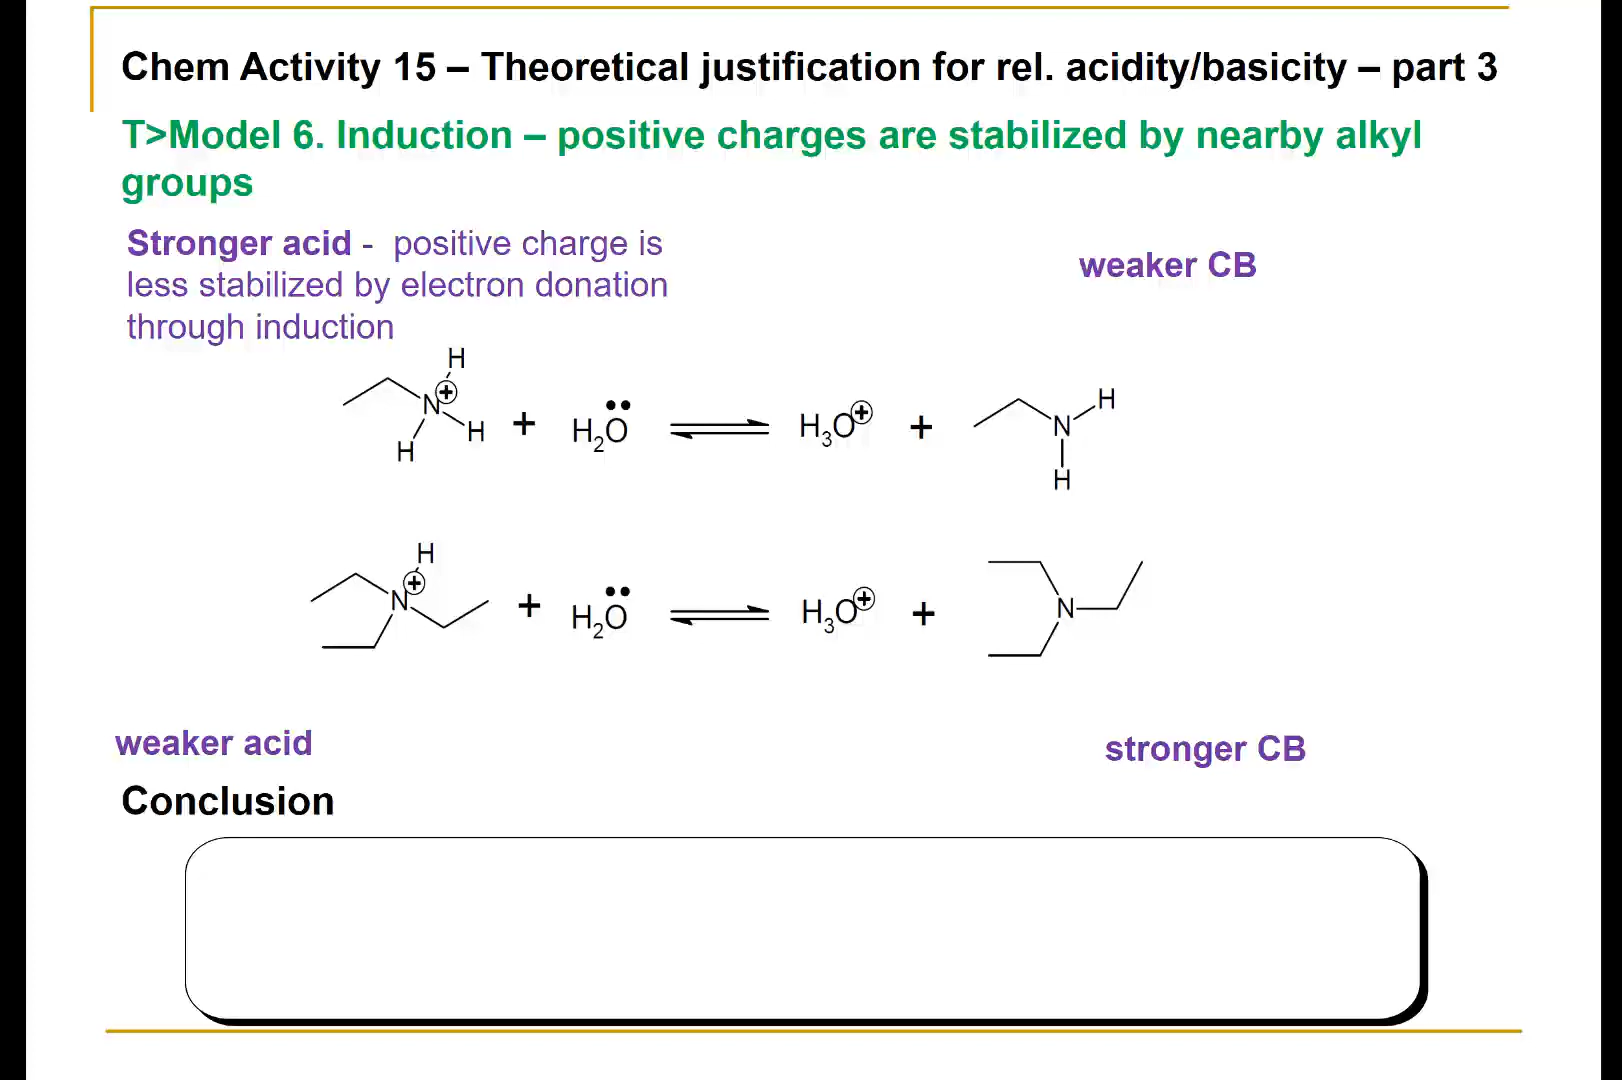 Chem Activity 15 – Theoretical justification for rel. acidity/basicity – part 3
T>Model 6. Induction – positive charges are stabilized by nearby alkyl
groups
Stronger acid - positive charge is
less stabilized by electron donation
through induction
weaker CB
H
N⊕
H
H
+ H₂O ⇌ H₃O⊕ +
N
H
H
H
N⊕
+ H₂O ⇌ H₃O⊕ +
N
weaker acid
stronger CB
Conclusion